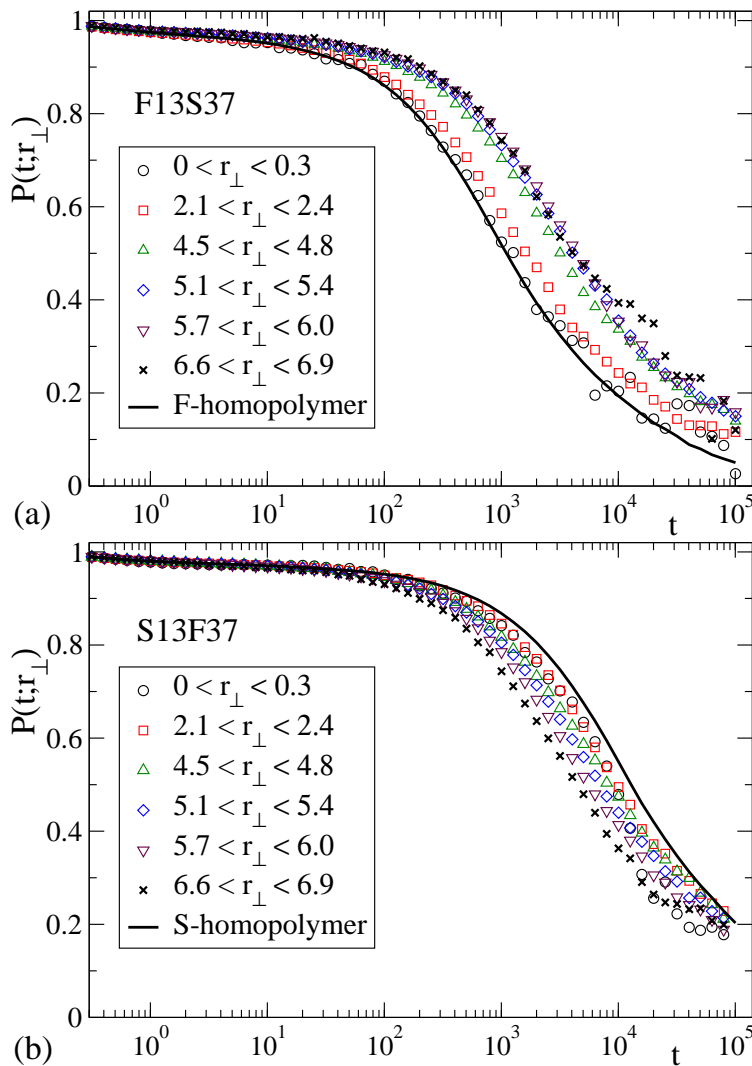 1
0.8
0.6
0.4
0.2
0
P(t;r⊥)
F13S37
0 < r⊥ < 0.3
2.1 < r⊥ < 2.4
4.5 < r⊥ < 4.8
5.1 < r⊥ < 5.4
5.7 < r⊥ < 6.0
6.6 < r⊥ < 6.9
F-homopolymer
10⁰ 10¹ 10² 10³ 10⁴ 10⁵
(a) t
1
0.8
0.6
0.4
0.2
0
P(t;r⊥)
S13F37
0 < r⊥ < 0.3
2.1 < r⊥ < 2.4
4.5 < r⊥ < 4.8
5.1 < r⊥ < 5.4
5.7 < r⊥ < 6.0
6.6 < r⊥ < 6.9
S-homopolymer
10⁰ 10¹ 10² 10³ 10⁴ 10⁵
(b) t